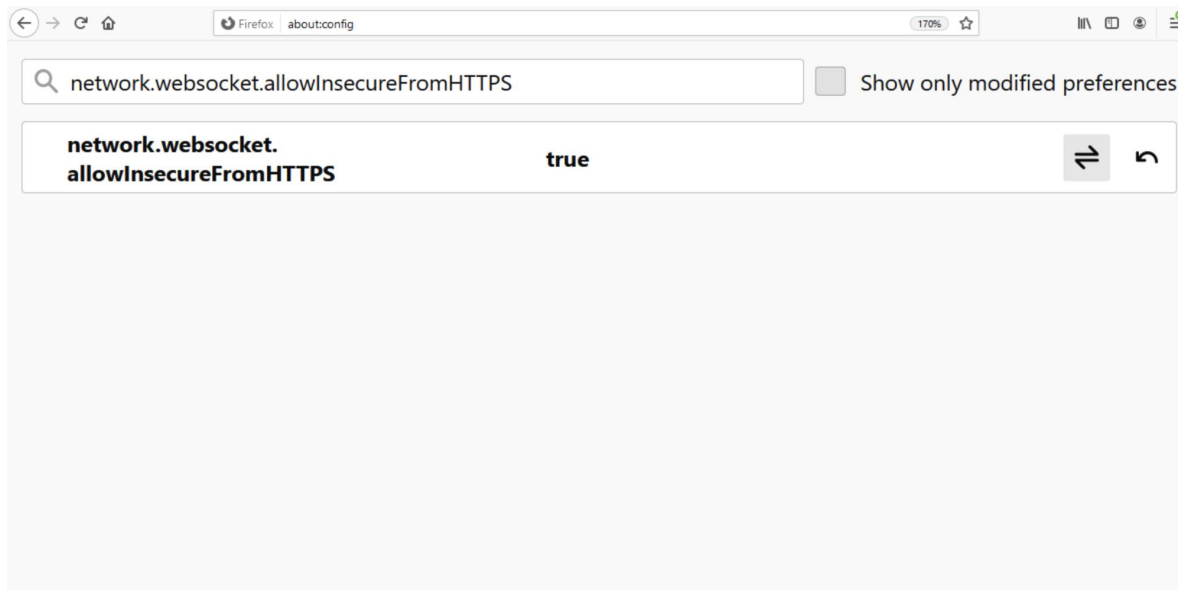 Firefox about:config 170%
network.websocket.allowInsecureFromHTTPS Show only modified preferences
network.websocket.
allowInsecureFromHTTPS
true